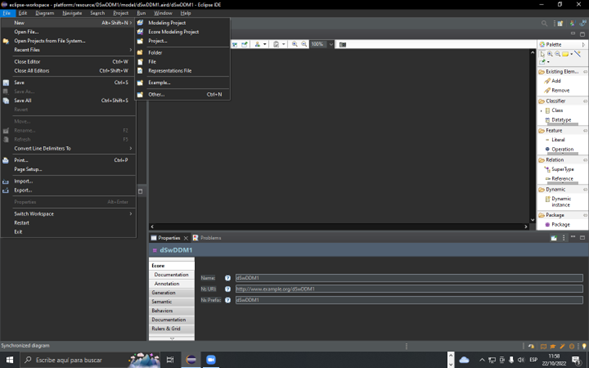 eclipse-workspace - platform:/resource/DSwDDM1/model/dSwDDM1.aird/dSwDDM1 - Eclipse IDE
File Edit Diagram Navigate Search Project Run Window Help
New Alt+Shift+N
Open File...
Open Projects from File System...
Recent Files
Close Editor Ctrl+W
Close All Editors Ctrl+Shift+W
Save Ctrl+S
Save As...
Save All Ctrl+Shift+S
Revert
Move...
Rename... F2
Refresh F5
Convert Line Delimiters To
Print... Ctrl+P
Page Setup...
Import...
Export...
Properties Alt+Enter
Switch Workspace
Restart
Exit
Modeling Project
Ecore Modeling Project
Project...
Folder
File
Representations File
Example...
Other... Ctrl+N
100%
Palette
Existing Elem...
Add
Remove
Classifier
Class
Datatype
Feature
Literal
Operation
Relation
SuperType
Reference
Dynamic
Dynamic
instance
Package
Package
Properties Problems
dSwDDM1
Ecore
Documentation
Annotation
Generation
Semantic
Behaviors
Documentation
Rulers & Grid
Name dSwDDM1
Ns URI http://www.example.org/dSwDDM1
Ns Prefix dSwDDM1
Synchronized diagram
Escribe aquí para buscar
ESP
11:58
22/10/2022